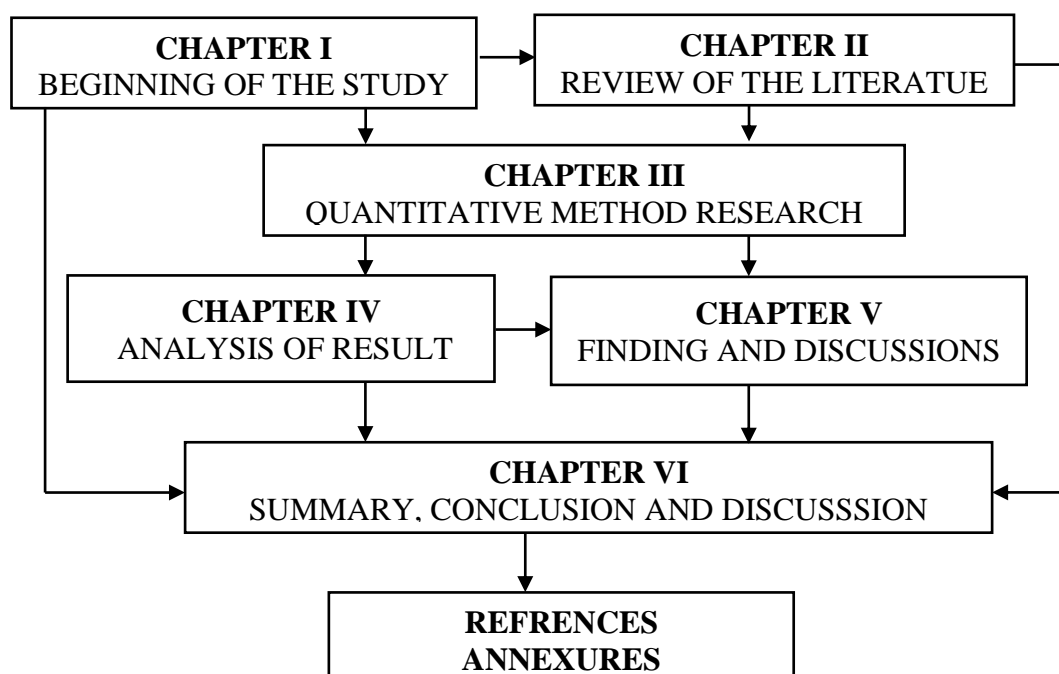 CHAPTER I
BEGINNING OF THE STUDY
CHAPTER II
REVIEW OF THE LITERATUE
CHAPTER III
QUANTITATIVE METHOD RESEARCH
CHAPTER IV
ANALYSIS OF RESULT
CHAPTER V
FINDING AND DISCUSSIONS
CHAPTER VI
SUMMARY, CONCLUSION AND DISCUSSSION
REFRENCES
ANNEXURES